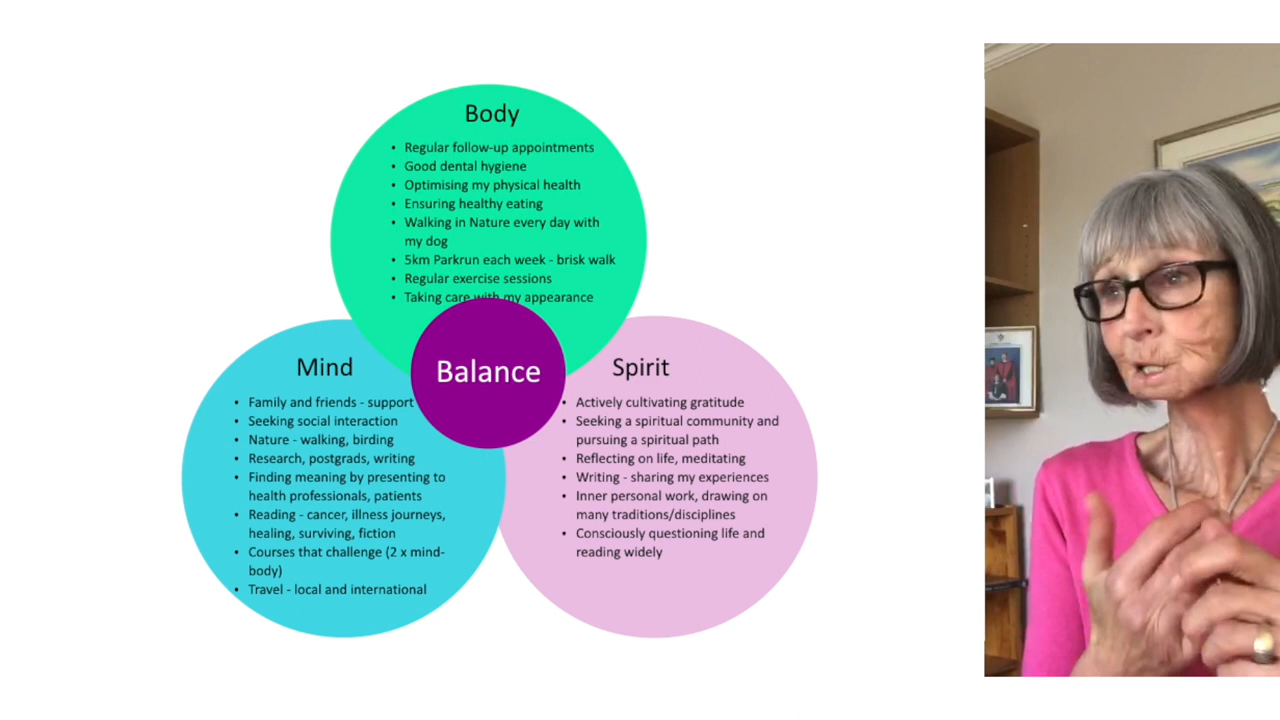 Body
• Regular follow-up appointments
• Good dental hygiene
• Optimising my physical health
• Ensuring healthy eating
• Walking in Nature every day with
my dog
• 5km Parkrun each week - brisk walk
• Regular exercise sessions
• Taking care with my appearance
Balance
Mind
• Family and friends - support
• Seeking social interaction
• Nature - walking, birding
• Research, postgrads, writing
• Finding meaning by presenting to
health professionals, patients
• Reading - cancer, illness journeys,
healing, surviving, fiction
• Courses that challenge (2 x mind-
body)
• Travel - local and international
Spirit
• Actively cultivating gratitude
• Seeking a spiritual community and
pursuing a spiritual path
• Reflecting on life, meditating
• Writing - sharing my experiences
• Inner personal work, drawing on
many traditions/disciplines
• Consciously questioning life and
reading widely